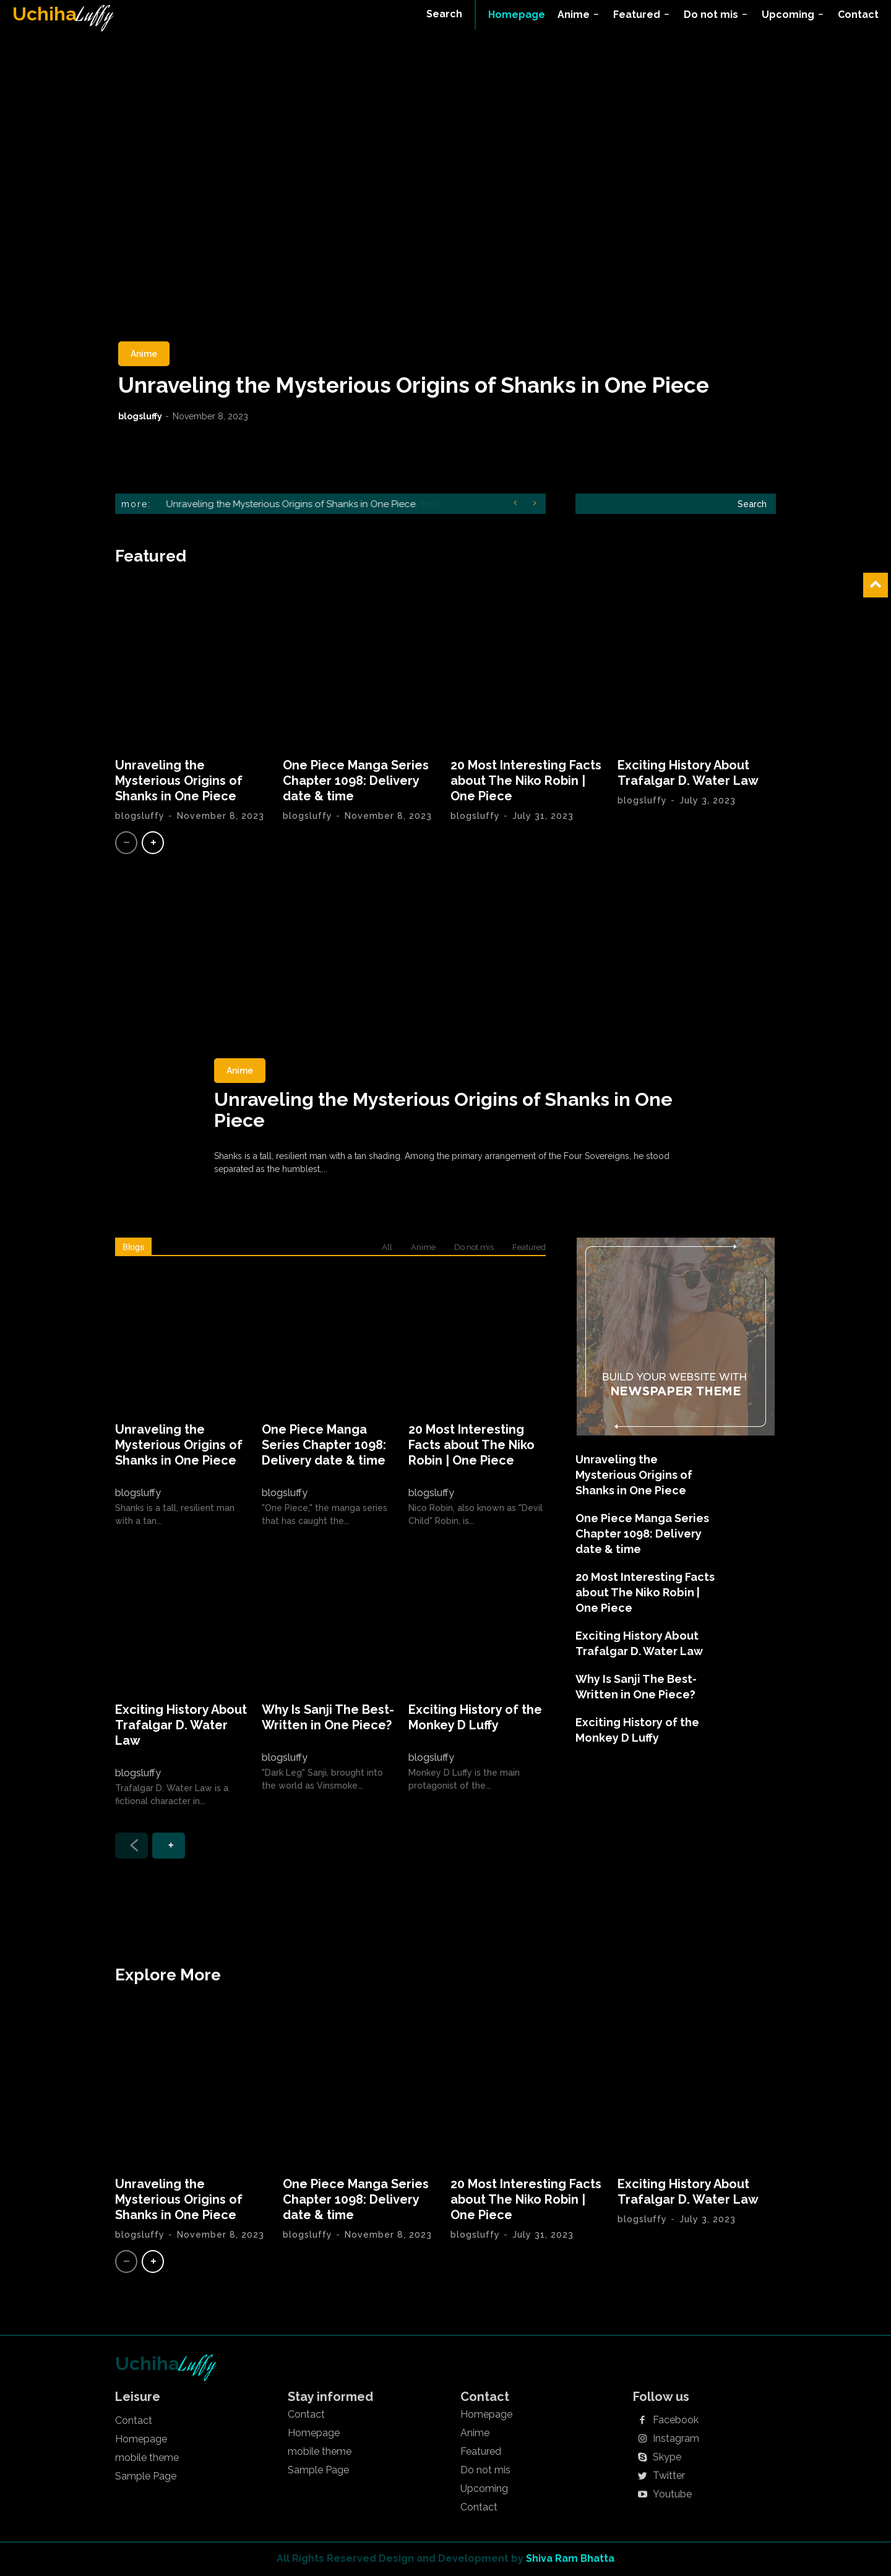 UchihaLuffy
Search
Homepage
Anime
Featured
Do not mis
Upcoming
Contact
Anime
Unraveling the Mysterious Origins of Shanks in One Piece
blogsluffy - November 8, 2023
more:
Unraveling the Mysterious Origins of Shanks in One Piece
Search
Featured
Unraveling the
Mysterious Origins of
Shanks in One Piece
blogsluffy - November 8, 2023
One Piece Manga Series
Chapter 1098: Delivery
date & time
blogsluffy - November 8, 2023
20 Most Interesting Facts
about The Niko Robin |
One Piece
blogsluffy - July 31, 2023
Exciting History About
Trafalgar D. Water Law
blogsluffy - July 3, 2023
Anime
Unraveling the Mysterious Origins of Shanks in One
Piece
Shanks is a tall, resilient man with a tan shading. Among the primary arrangement of the Four Sovereigns, he stood
separated as the humblest,...
Blogs
All
Anime
Do not mis
Featured
Unraveling the
Mysterious Origins of
Shanks in One Piece
blogsluffy
Shanks is a tall, resilient man
with a tan...
One Piece Manga
Series Chapter 1098:
Delivery date & time
blogsluffy
"One Piece," the manga series
that has caught the...
20 Most Interesting
Facts about The Niko
Robin | One Piece
blogsluffy
Nico Robin, also known as "Devil
Child" Robin, is...
Exciting History About
Trafalgar D. Water
Law
blogsluffy
Trafalgar D. Water Law is a
fictional character in...
Why Is Sanji The Best-
Written in One Piece?
blogsluffy
"Dark Leg" Sanji, brought into
the world as Vinsmoke...
Exciting History of the
Monkey D Luffy
blogsluffy
Monkey D Luffy is the main
protagonist of the...
BUILD YOUR WEBSITE WITH
NEWSPAPER THEME
Unraveling the
Mysterious Origins of
Shanks in One Piece
One Piece Manga Series
Chapter 1098: Delivery
date & time
20 Most Interesting Facts
about The Niko Robin |
One Piece
Exciting History About
Trafalgar D. Water Law
Why Is Sanji The Best-
Written in One Piece?
Exciting History of the
Monkey D Luffy
Explore More
Unraveling the
Mysterious Origins of
Shanks in One Piece
blogsluffy - November 8, 2023
One Piece Manga Series
Chapter 1098: Delivery
date & time
blogsluffy - November 8, 2023
20 Most Interesting Facts
about The Niko Robin |
One Piece
blogsluffy - July 31, 2023
Exciting History About
Trafalgar D. Water Law
blogsluffy - July 3, 2023
UchihaLuffy
Leisure
Contact
Homepage
mobile theme
Sample Page
Stay informed
Contact
Homepage
mobile theme
Sample Page
Contact
Homepage
Anime
Featured
Do not mis
Upcoming
Contact
Follow us
Facebook
Instagram
Skype
Twitter
Youtube
All Rights Reserved Design and Development by Shiva Ram Bhatta